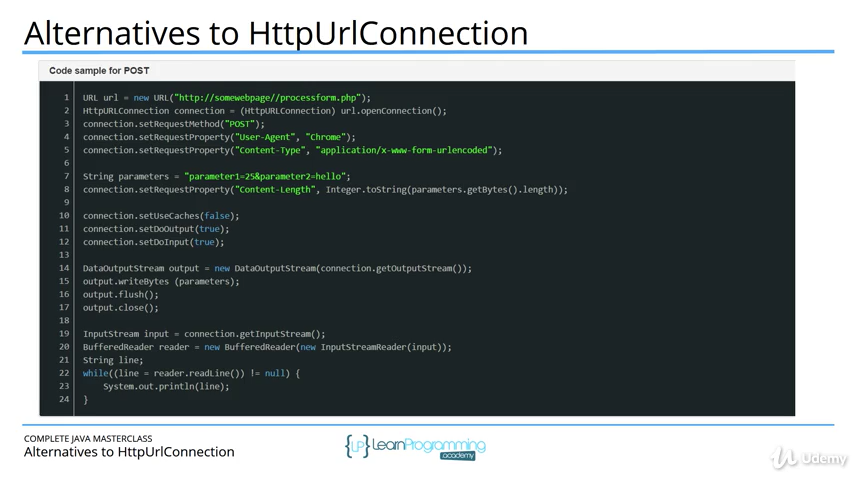 Alternatives to HttpUrlConnection
Code sample for POST
1 URL url = new URL("http://somewebpage//processform.php");
2 HttpURLConnection connection = (HttpURLConnection) url.openConnection();
3 connection.setRequestMethod("POST");
4 connection.setRequestProperty("User-Agent", "Chrome");
5 connection.setRequestProperty("Content-Type", "application/x-www-form-urlencoded");
6
7 String parameters = "parameter1=25&parameter2=hello";
8 connection.setRequestProperty("Content-Length", Integer.toString(parameters.getBytes().length));
9
10 connection.setUseCaches(false);
11 connection.setDoOutput(true);
12 connection.setDoInput(true);
13
14 DataOutputStream output = new DataOutputStream(connection.getOutputStream());
15 output.writeBytes (parameters);
16 output.flush();
17 output.close();
18
19 InputStream input = connection.getInputStream();
20 BufferedReader reader = new BufferedReader(new InputStreamReader(input));
21 String line;
22 while((line = reader.readLine()) != null) {
23 System.out.println(line);
24 }
COMPLETE JAVA MASTERCLASS
Alternatives to HttpUrlConnection
{LP} LearnProgramming
academy
Udemy